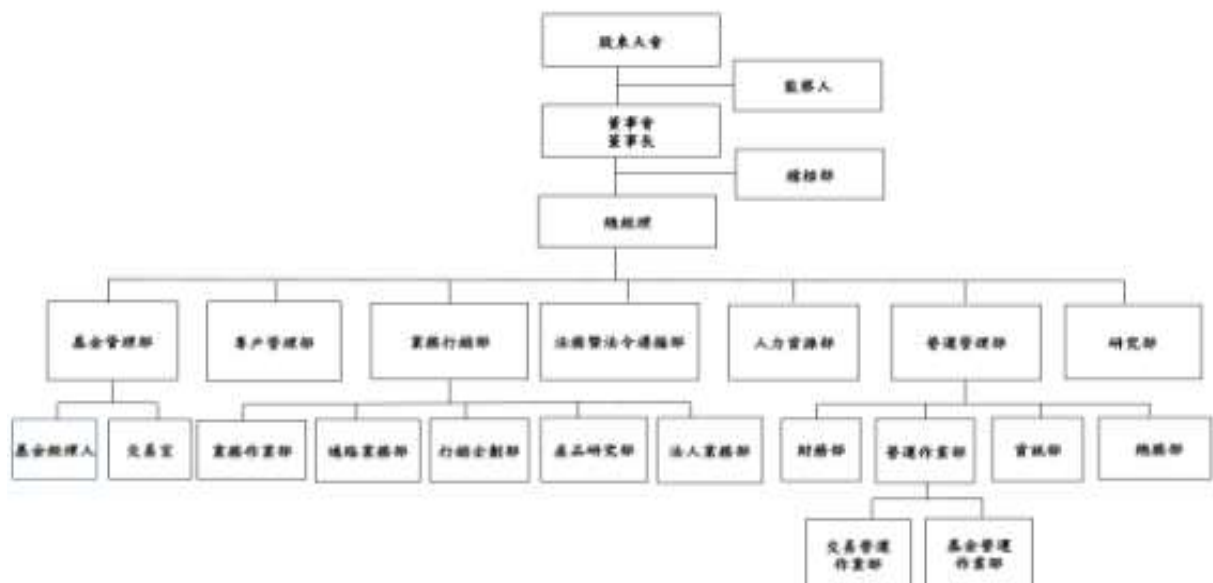 股東大會
監察人
董事會
董事長
稽核部
總經理
基金管理部
專戶管理部
業務行銷部
法務暨法令遵循部
人力資源部
營運管理部
研究部
基金經理人
交易室
業務作業部
通路業務部
行銷企劃部
產品研究部
法人業務部
財務部
營運作業部
資訊部
總務部
交易營運
作業部
基金營運
作業部